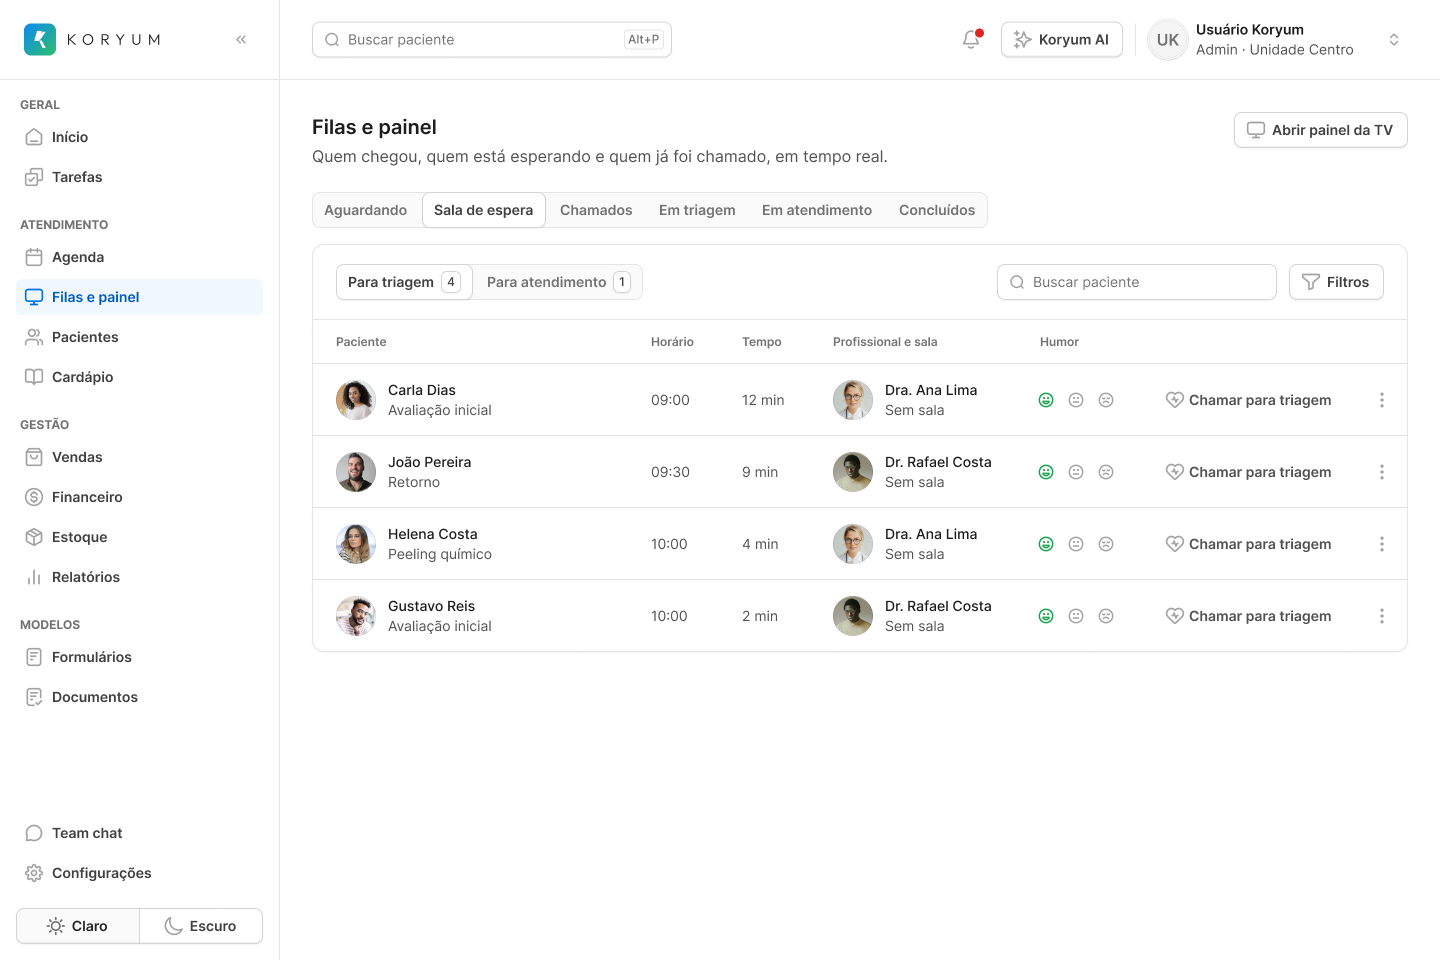 KORYUM
Buscar paciente
Alt+P
Koryum AI
UK
Usuário Koryum
Admin · Unidade Centro
GERAL
Início
Tarefas
ATENDIMENTO
Agenda
Filas e painel
Pacientes
Cardápio
GESTÃO
Vendas
Financeiro
Estoque
Relatórios
MODELOS
Formulários
Documentos
Team chat
Configurações
Claro
Escuro
Filas e painel
Quem chegou, quem está esperando e quem já foi chamado, em tempo real.
Abrir painel da TV
Aguardando
Sala de espera
Chamados
Em triagem
Em atendimento
Concluídos
Para triagem 4
Para atendimento 1
Buscar paciente
Filtros
Paciente
Horário
Tempo
Profissional e sala
Humor
Carla Dias
Avaliação inicial
09:00
12 min
Dra. Ana Lima
Sem sala
Chamar para triagem
João Pereira
Retorno
09:30
9 min
Dr. Rafael Costa
Sem sala
Chamar para triagem
Helena Costa
Peeling químico
10:00
4 min
Dra. Ana Lima
Sem sala
Chamar para triagem
Gustavo Reis
Avaliação inicial
10:00
2 min
Dr. Rafael Costa
Sem sala
Chamar para triagem